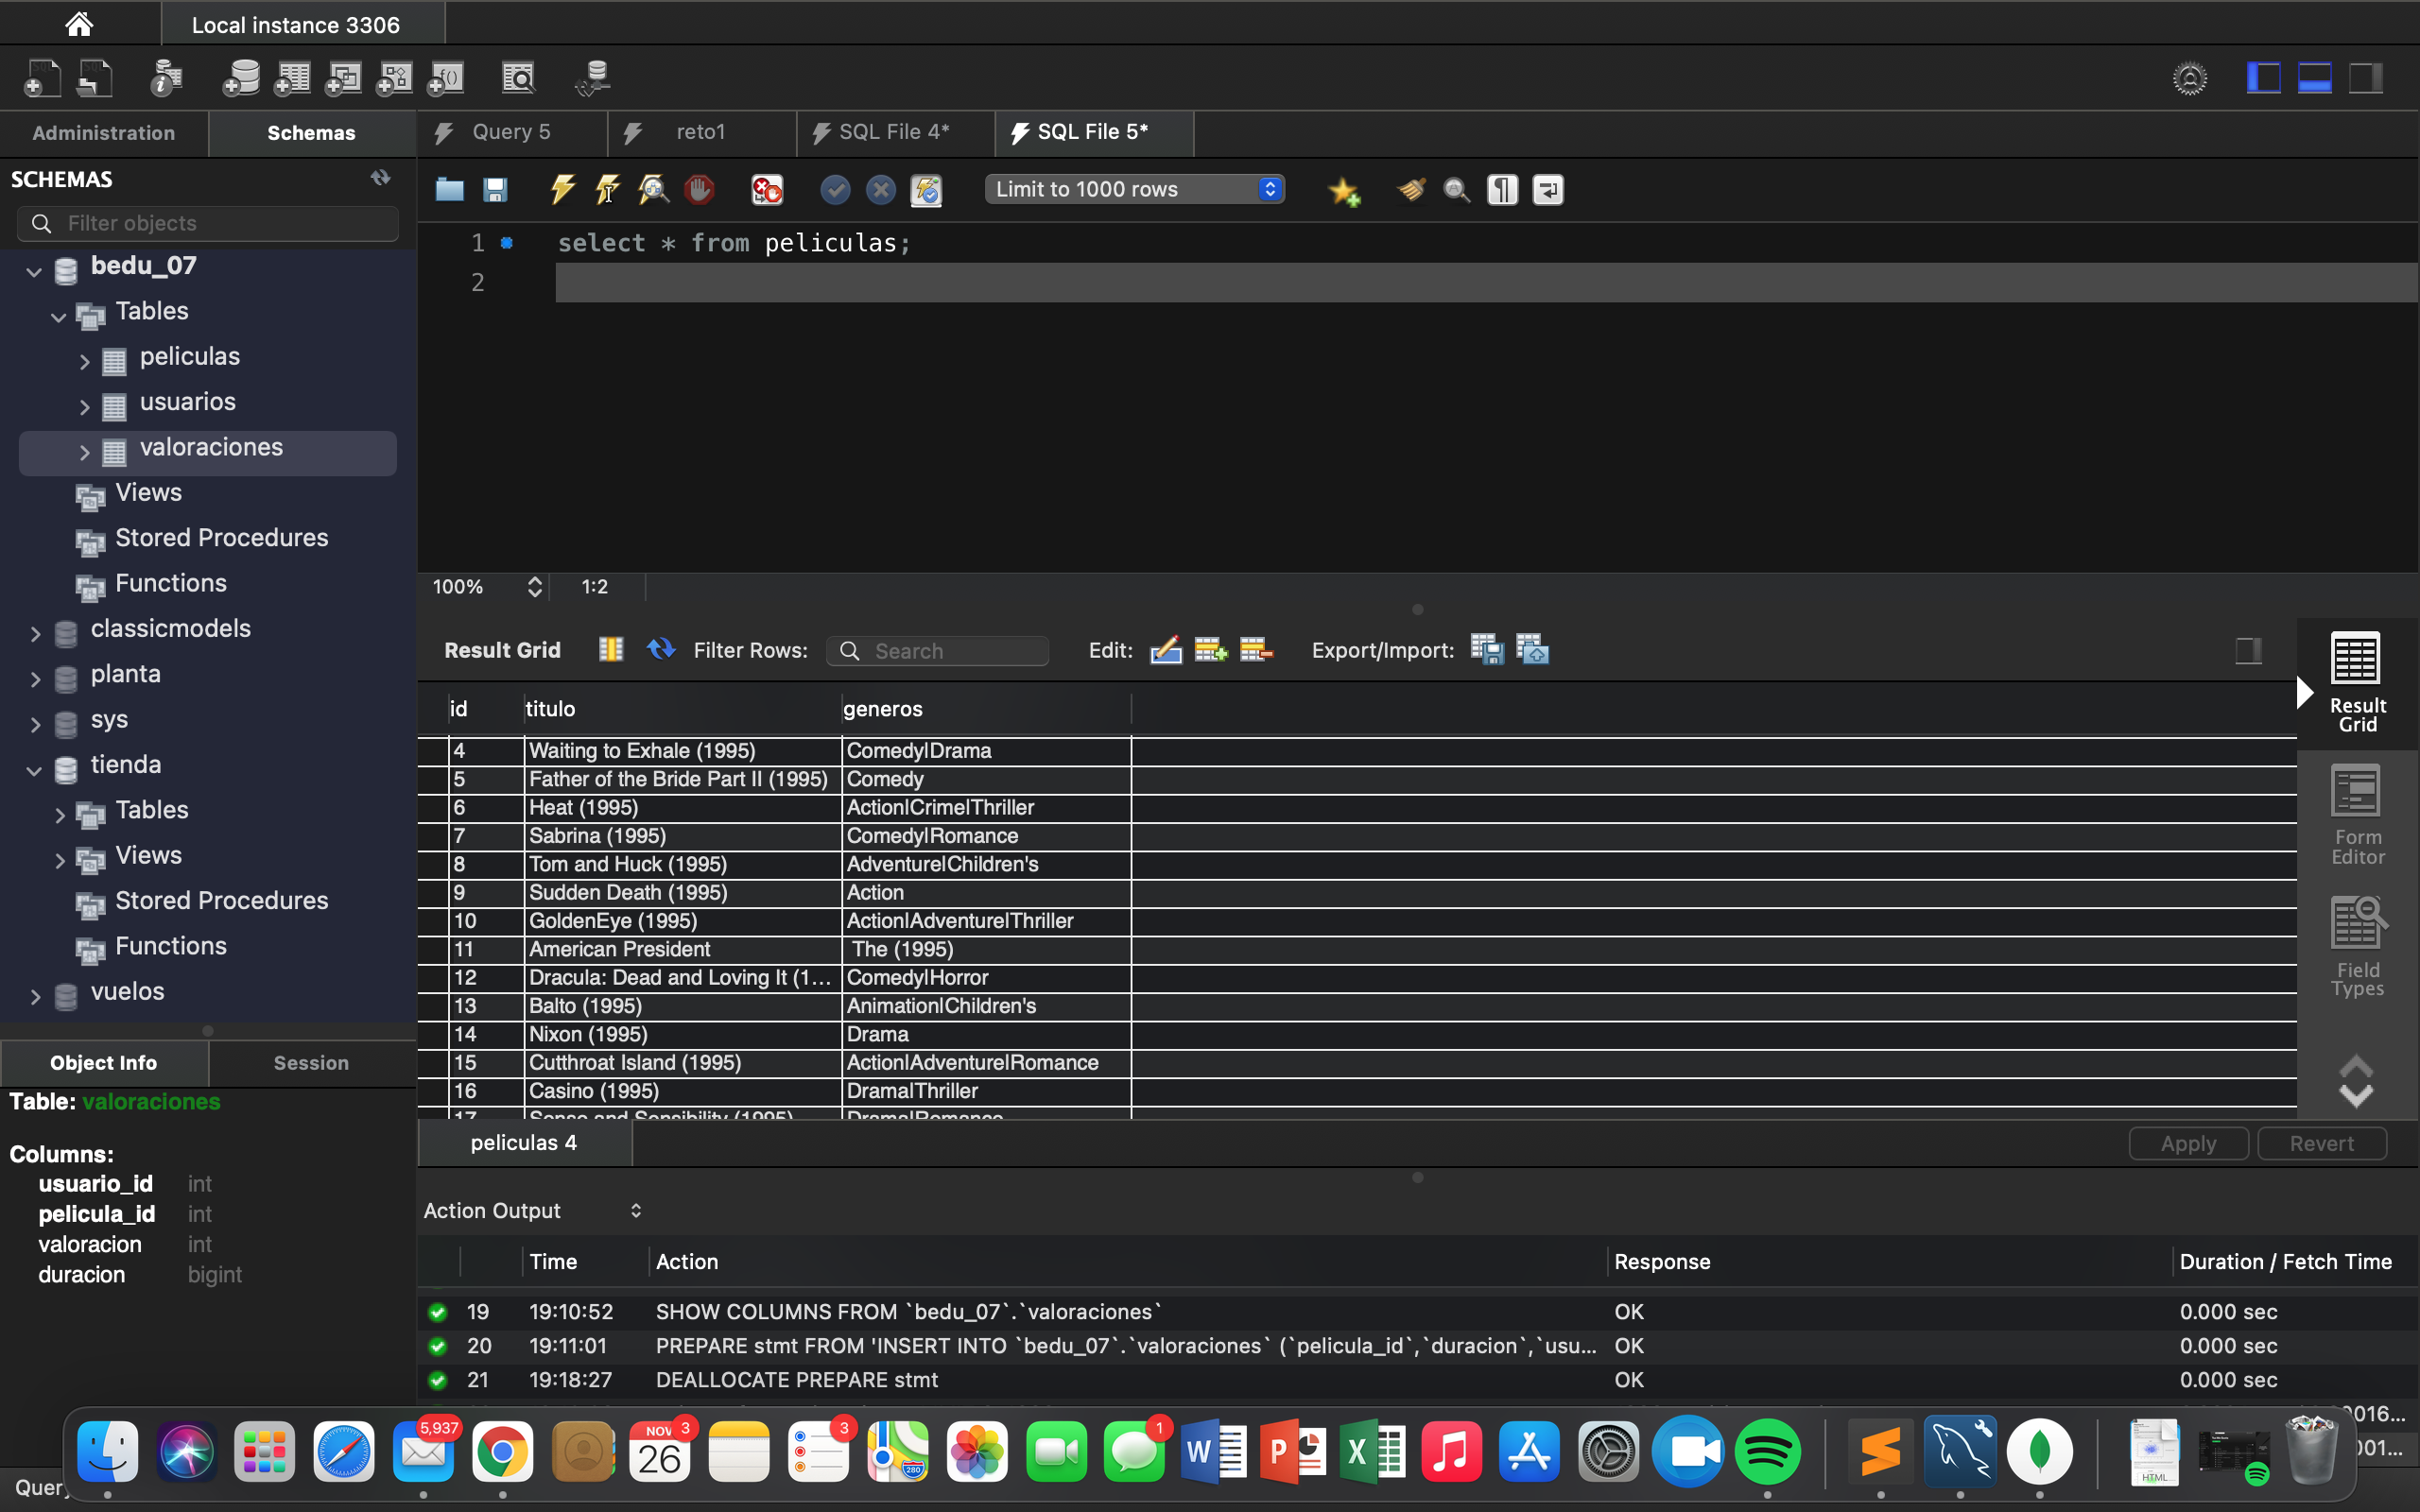 Local instance 3306
Administration
Schemas
Query 5
reto1
SQL File 4*
SQL File 5*
SCHEMAS
Filter objects
Limit to 1000 rows
1 select * from peliculas;
2
bedu_07
Tables
peliculas
usuarios
valoraciones
Views
Stored Procedures
Functions
classicmodels
planta
sys
tienda
Tables
Views
Stored Procedures
Functions
vuelos
100% 1:2
Result Grid Filter Rows: Search Edit: Export/Import:
id titulo generos
4 Waiting to Exhale (1995) Comedy|Drama
5 Father of the Bride Part II (1995) Comedy
6 Heat (1995) Action|Crime|Thriller
7 Sabrina (1995) Comedy|Romance
8 Tom and Huck (1995) Adventure|Children's
9 Sudden Death (1995) Action
10 GoldenEye (1995) Action|Adventure|Thriller
11 American President The (1995)
12 Dracula: Dead and Loving It (1... Comedy|Horror
13 Balto (1995) Animation|Children's
14 Nixon (1995) Drama
15 Cutthroat Island (1995) Action|Adventure|Romance
16 Casino (1995) Drama|Thriller
17 Sense and Sensibility (1995) Drama|Romance
Result
Grid
Form
Editor
Field
Types
peliculas 4
Apply
Revert
Object Info
Session
Table: valoraciones
Columns:
usuario_id int
pelicula_id int
valoracion int
duracion bigint
Action Output
Time Action Response Duration / Fetch Time
19 19:10:52 SHOW COLUMNS FROM `bedu_07`.`valoraciones` OK 0.000 sec
20 19:11:01 PREPARE stmt FROM 'INSERT INTO `bedu_07`.`valoraciones` (`pelicula_id`,`duracion`,`usu... OK 0.000 sec
21 19:18:27 DEALLOCATE PREPARE stmt OK 0.000 sec
0016...
001...
5,937
NOV
26
3
3
1
280
W
P
X
HTML
Query